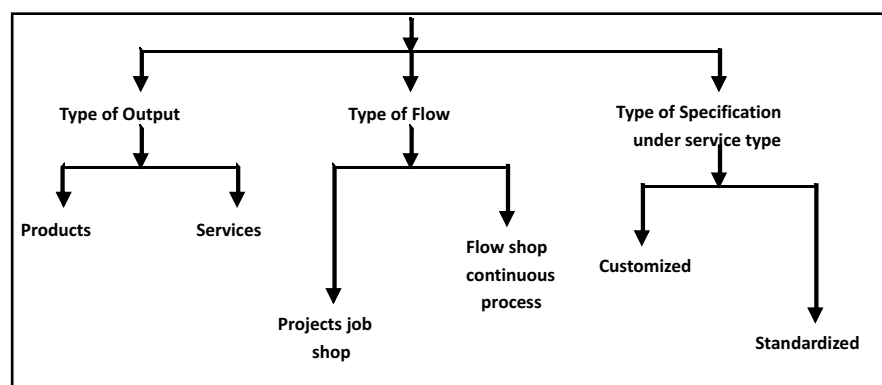 Type of Output
Type of Flow
Type of Specification
under service type
Products
Services
Flow shop
continuous
process
Customized
Projects job
shop
Standardized